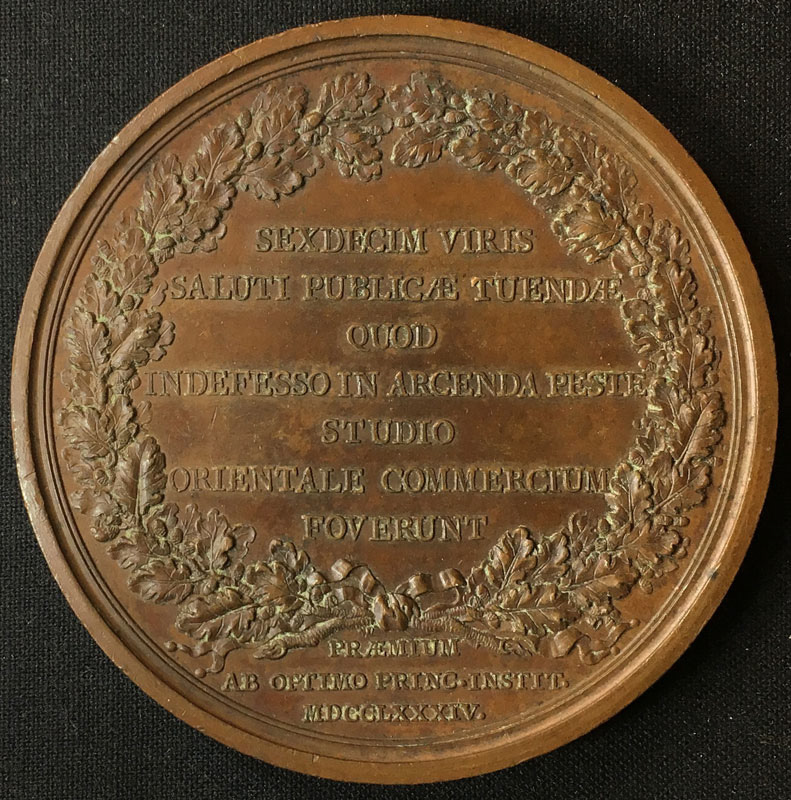 SEXDECIM VIRIS
SALUTI PUBLICÆ TUENDÆ
QUOD
INDEFESSO IN ARCENDA PESTE
STUDIO
ORIENTALE COMMERCIUM
FOVERUNT
PRÆMIUM
AB OPTIMO PRINC. INSTIT.
MDCCLXXXIV.